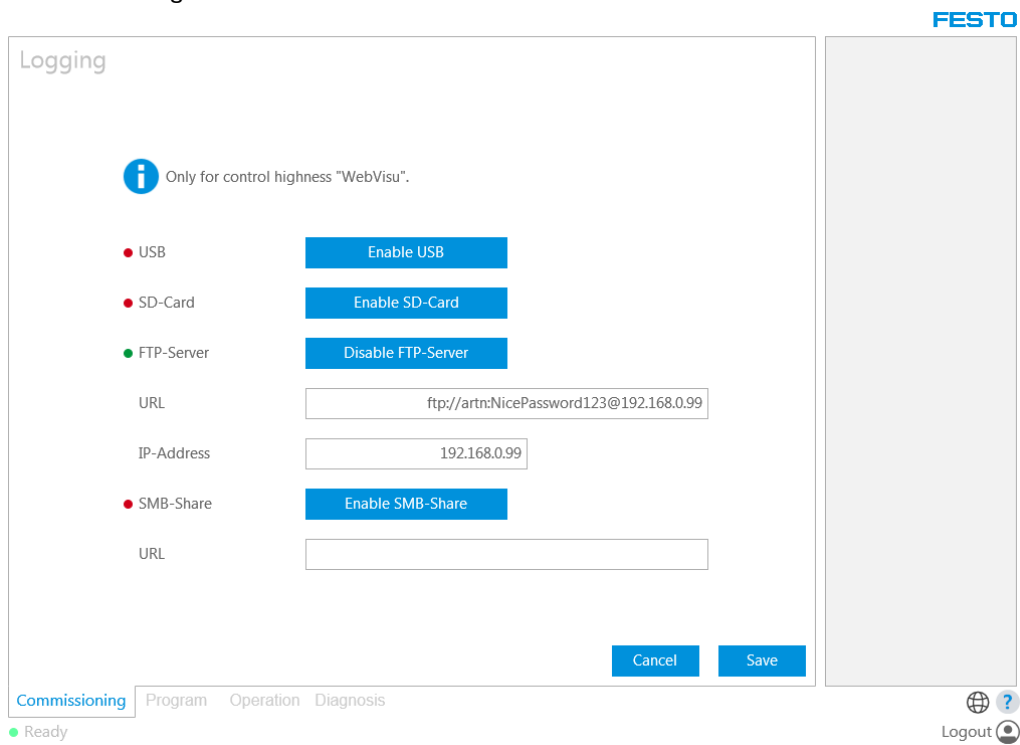 FESTO
Logging
Only for control highness "WebVisu".
USB
Enable USB
SD-Card
Enable SD-Card
FTP-Server
Disable FTP-Server
URL
ftp://artn:NicePassword123@192.168.0.99
IP-Address
192.168.0.99
SMB-Share
Enable SMB-Share
URL
Cancel
Save
Commissioning
Program
Operation
Diagnosis
?
Ready
Logout